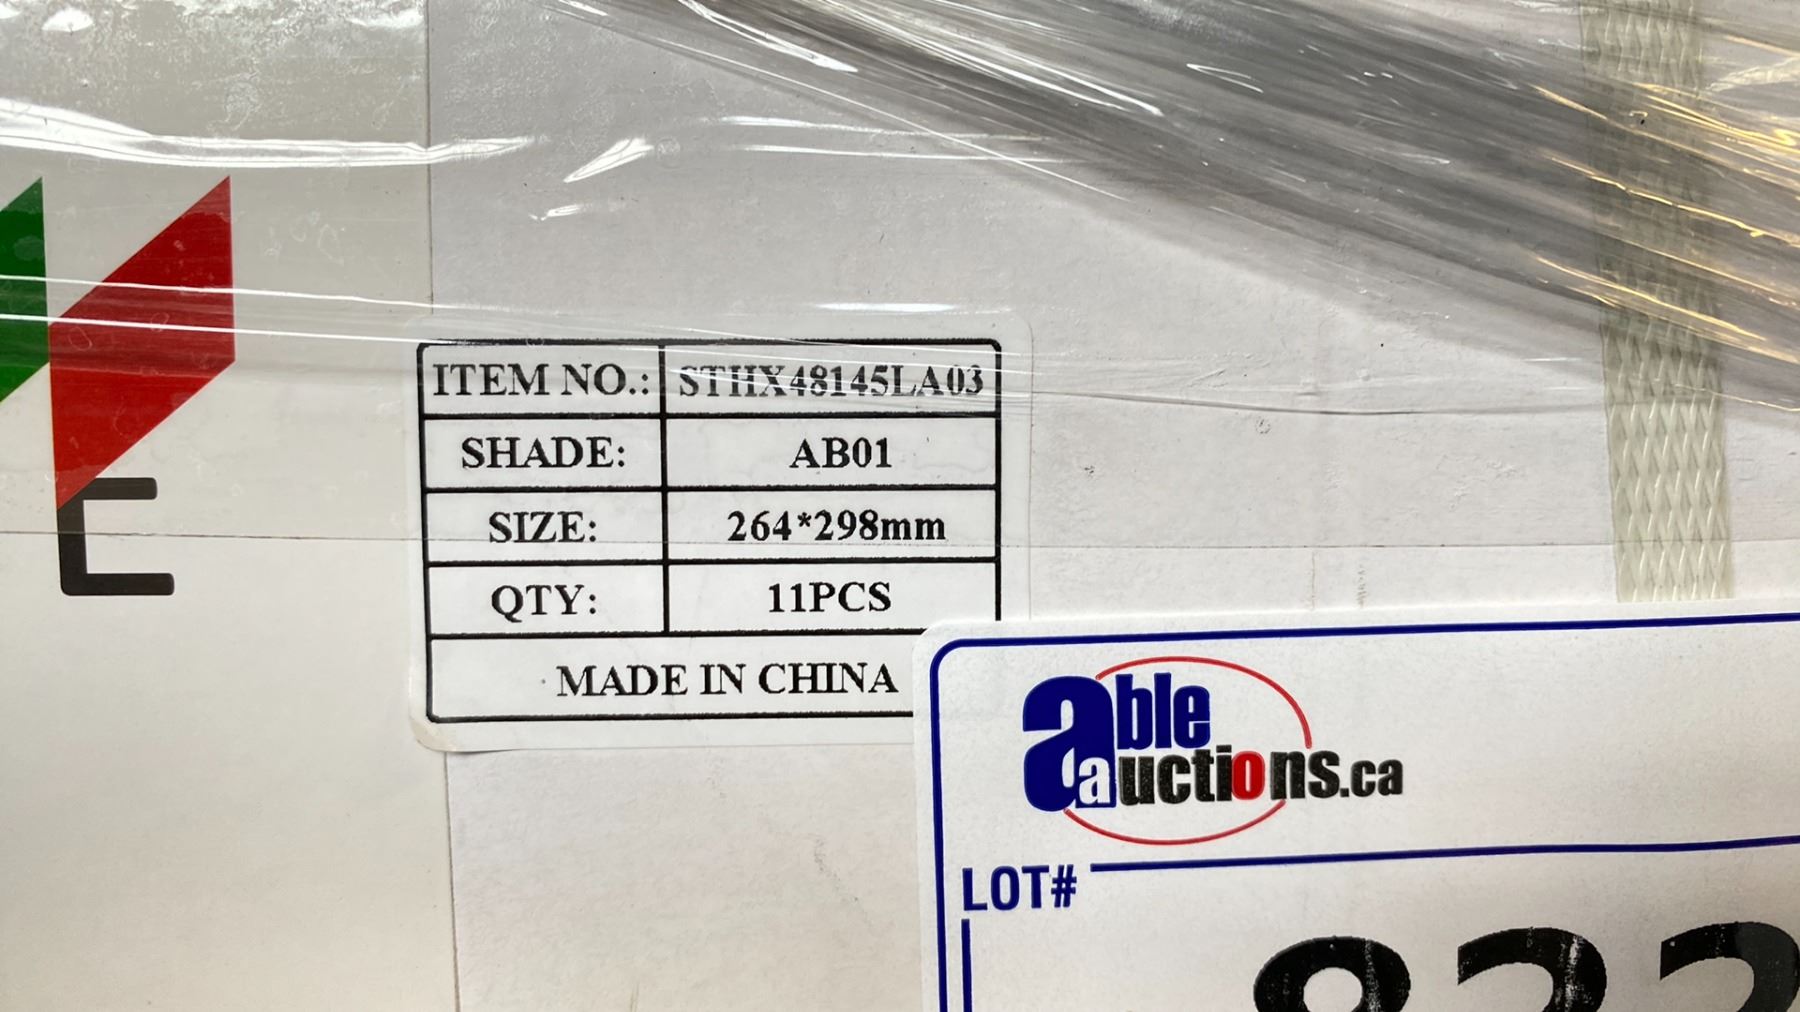 ITEM NO.: STHX48145LA03
SHADE: AB01
SIZE: 264*298mm
QTY: 11PCS
MADE IN CHINA
E
able
auctions.ca
LOT#